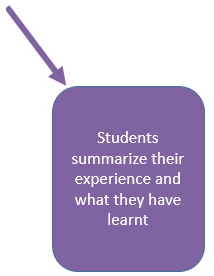 Students
summarize their
experience and
what they have
learnt